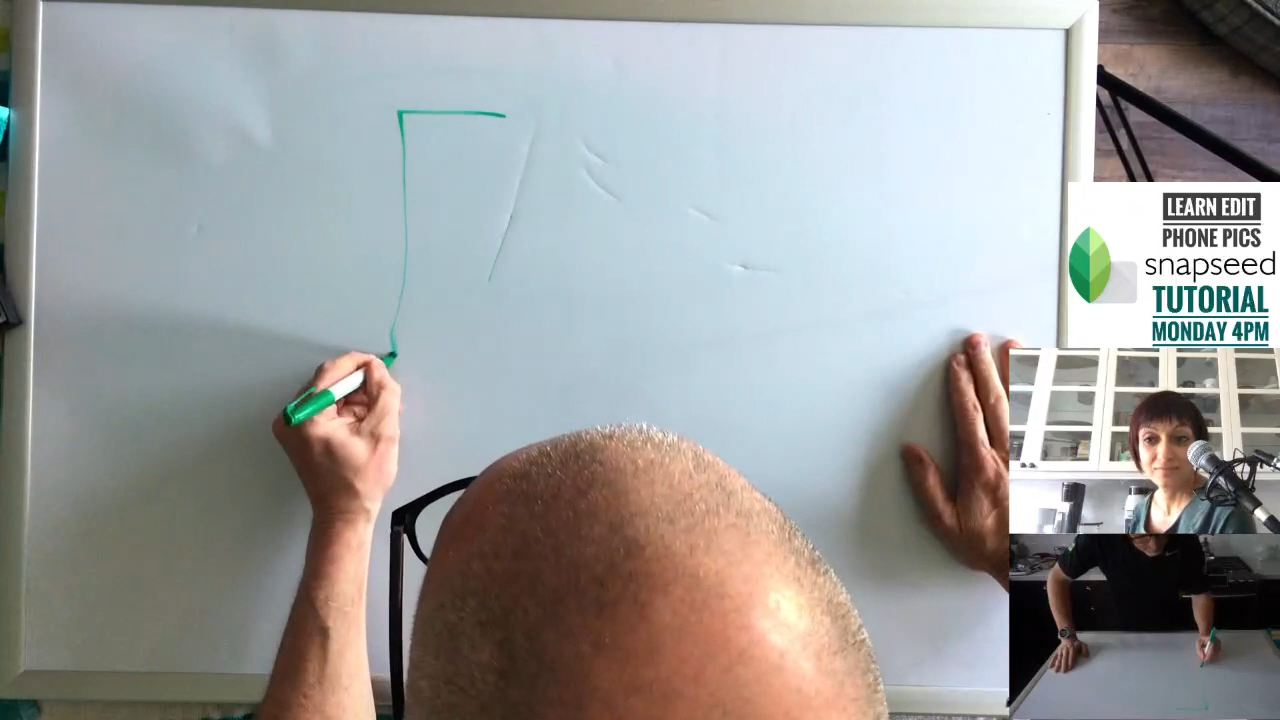 LEARN EDIT
PHONE PICS
snapseed
TUTORIAL
MONDAY 4PM